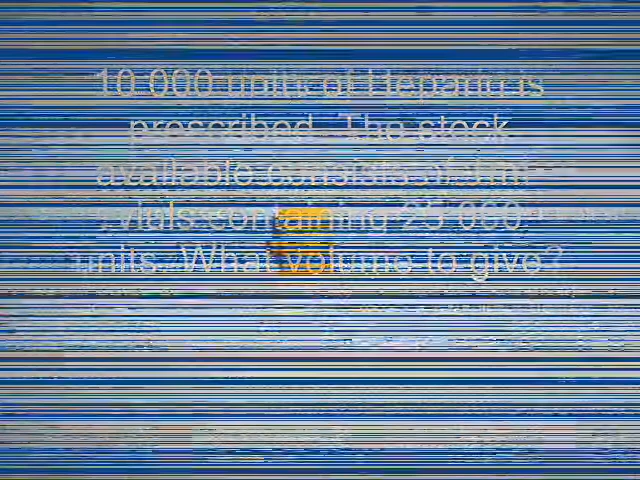 10 000 units of Heparin is
prescribed. The stock
available consists of
vials containing 25 000
units. What volume to give?